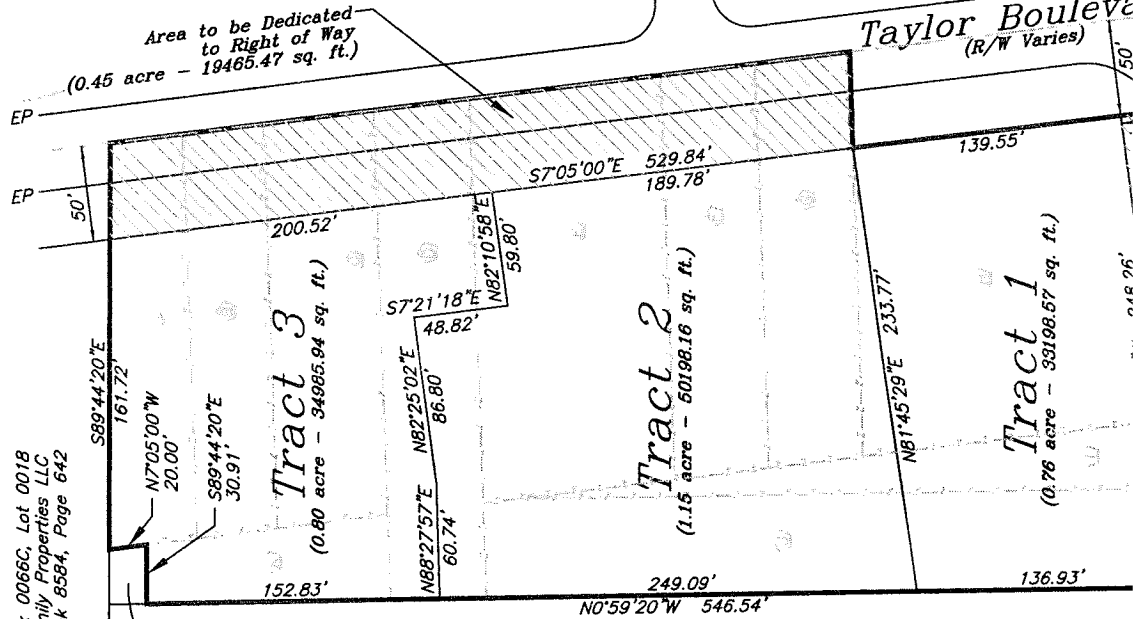 Area to be Dedicated
to Right of Way
(0.45 acre - 19465.47 sq. ft.)
Taylor Bouleva
(R/W Varies)
50'
EP
EP
50'
S7°05'00"E 529.84'
189.78'
139.55'
200.52'
N82°10'58"E
59.80'
S7°21'18"E
48.82'
N82°25'02"E
86.80'
N88°27'57"E
60.74'
S89°44'20"E
161.72'
N7°05'00"W
20.00'
S89°44'20"E
30.91'
Tract 3
(0.80 acre - 34985.94 sq. ft.)
Tract 2
(1.15 acre - 50198.16 sq. ft.)
N81°45'29"E 233.77'
Tract 1
(0.76 acre - 33198.57 sq. ft.)
0066C, Lot 0018
mily Properties LLC
k 8584, Page 642
152.83'
249.09'
136.93'
N0°59'20"W 546.54'